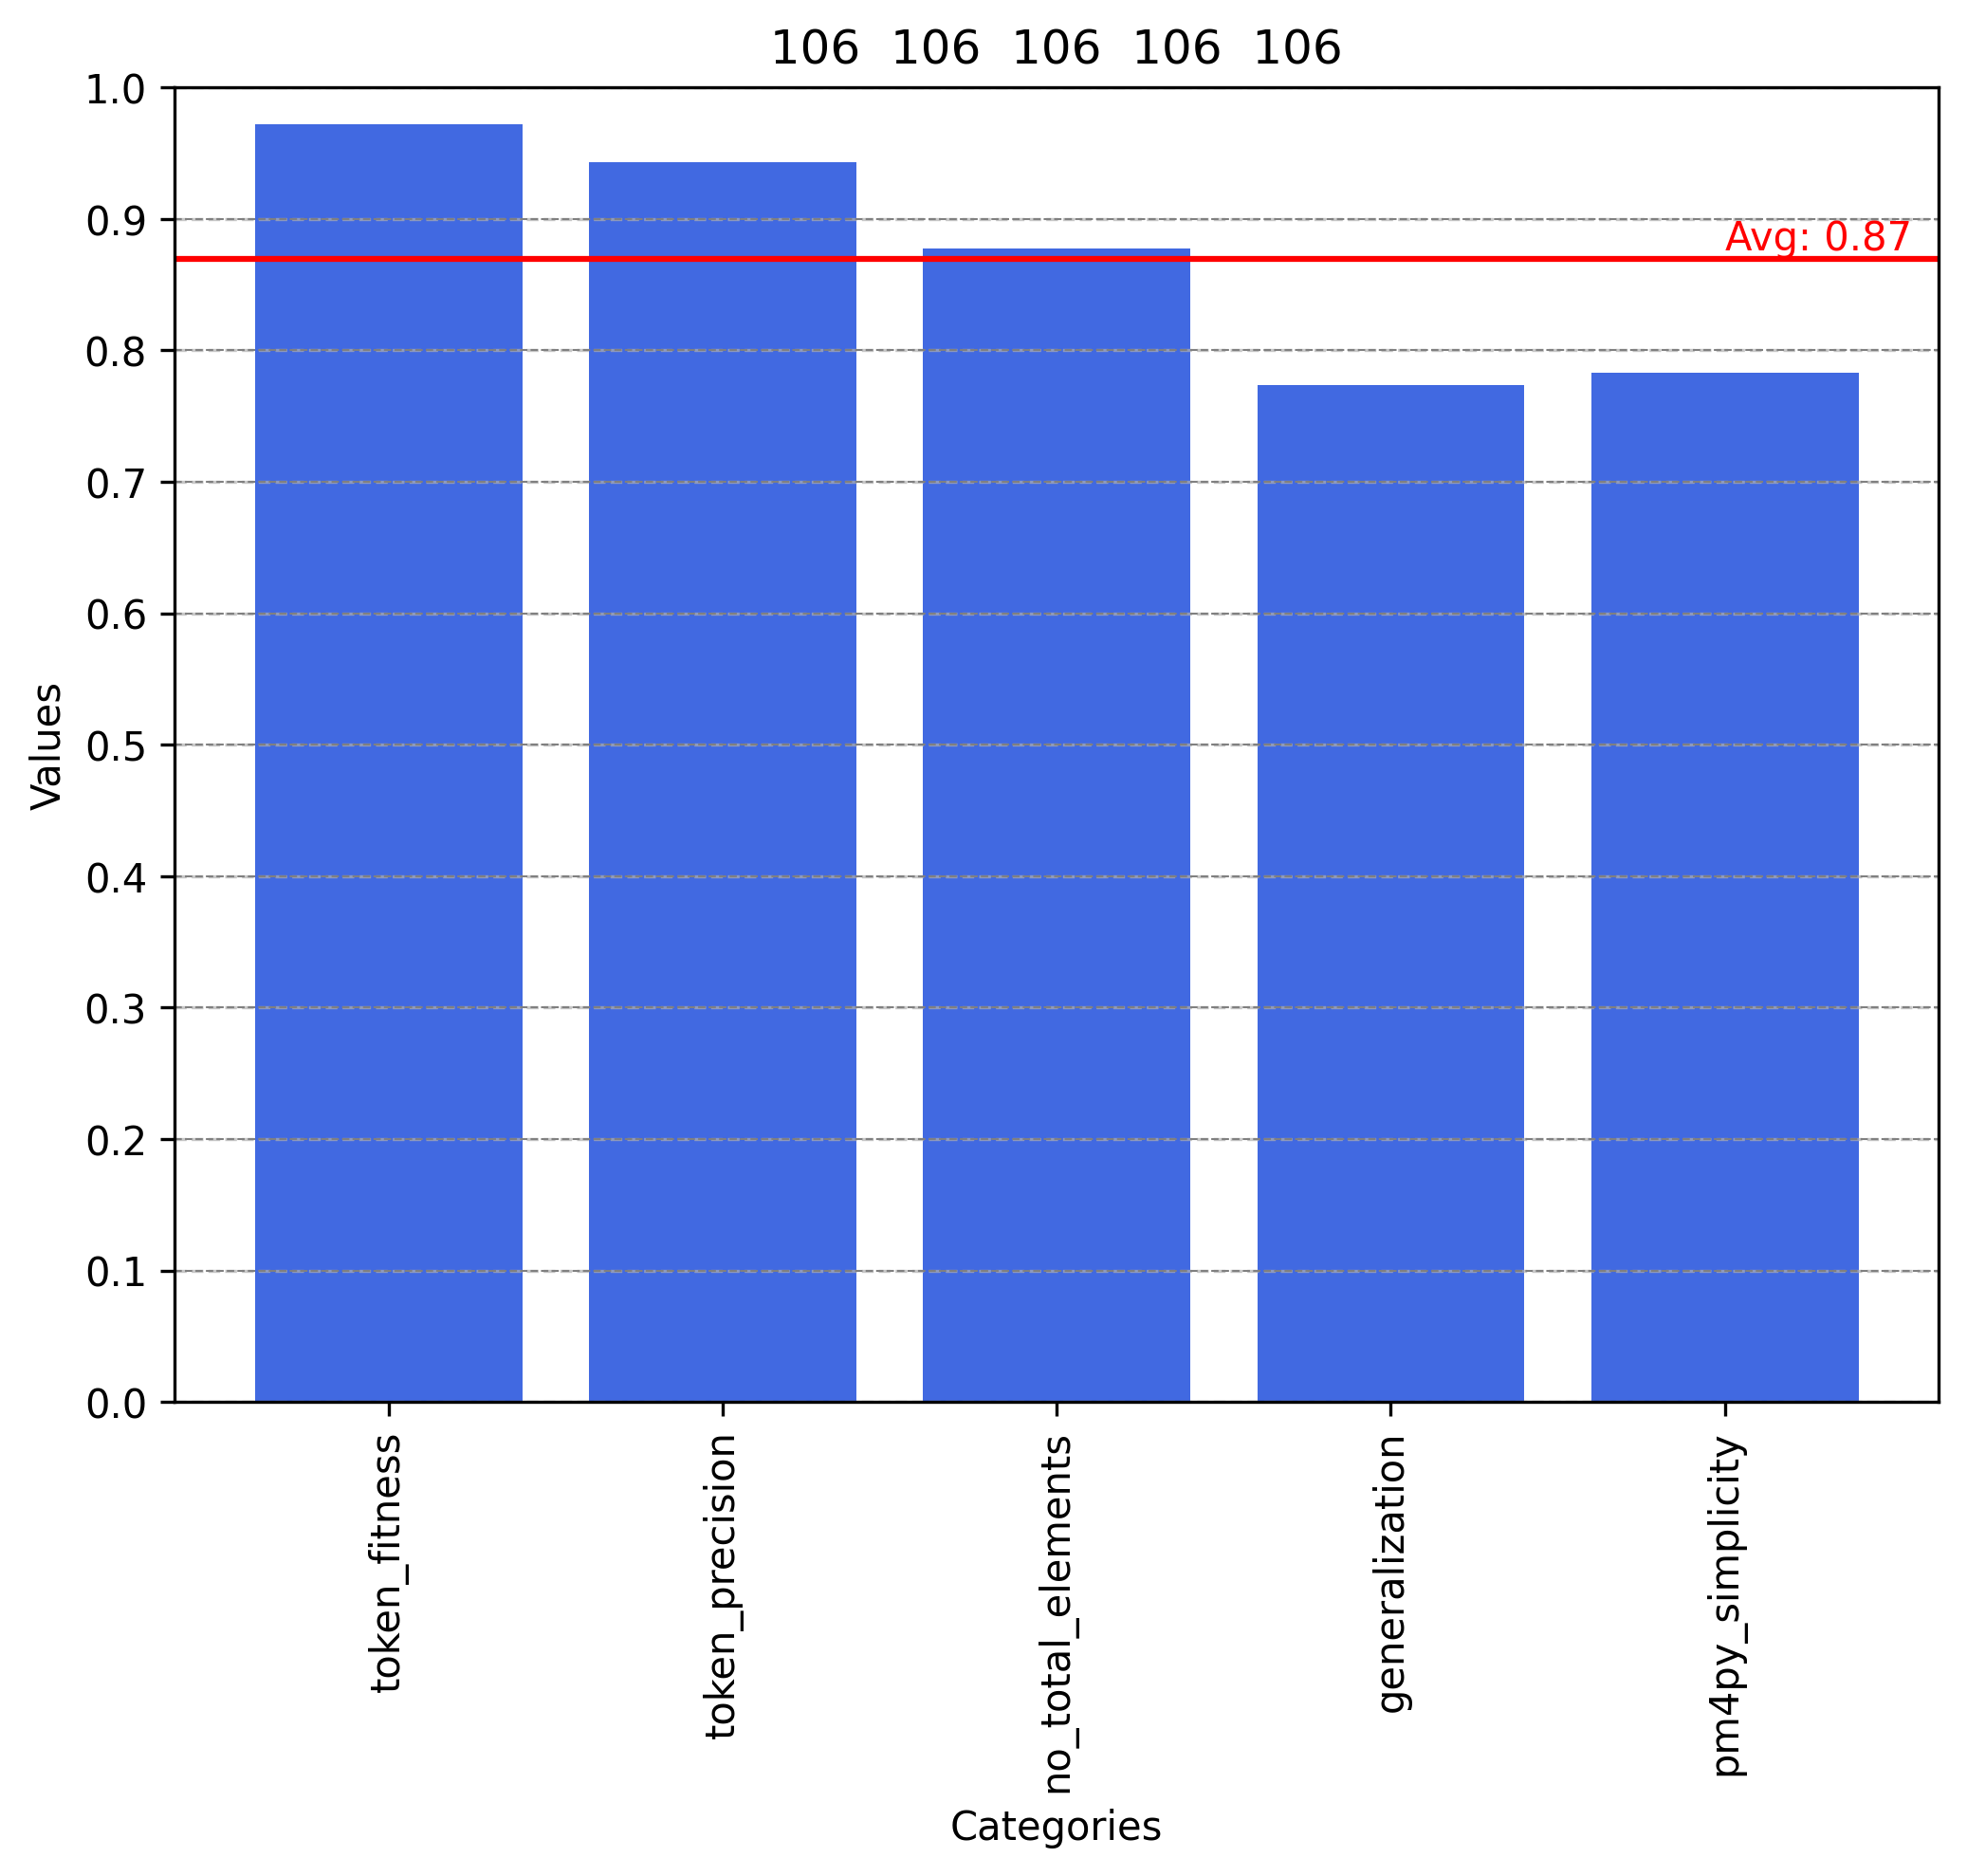 106 106 106 106 106
1.0
0.9
0.8
0.7
0.6
0.5
0.4
0.3
0.2
0.1
0.0
Avg: 0.87
Values
token_fitness
token_precision
no_total_elements
generalization
pm4py_simplicity
Categories